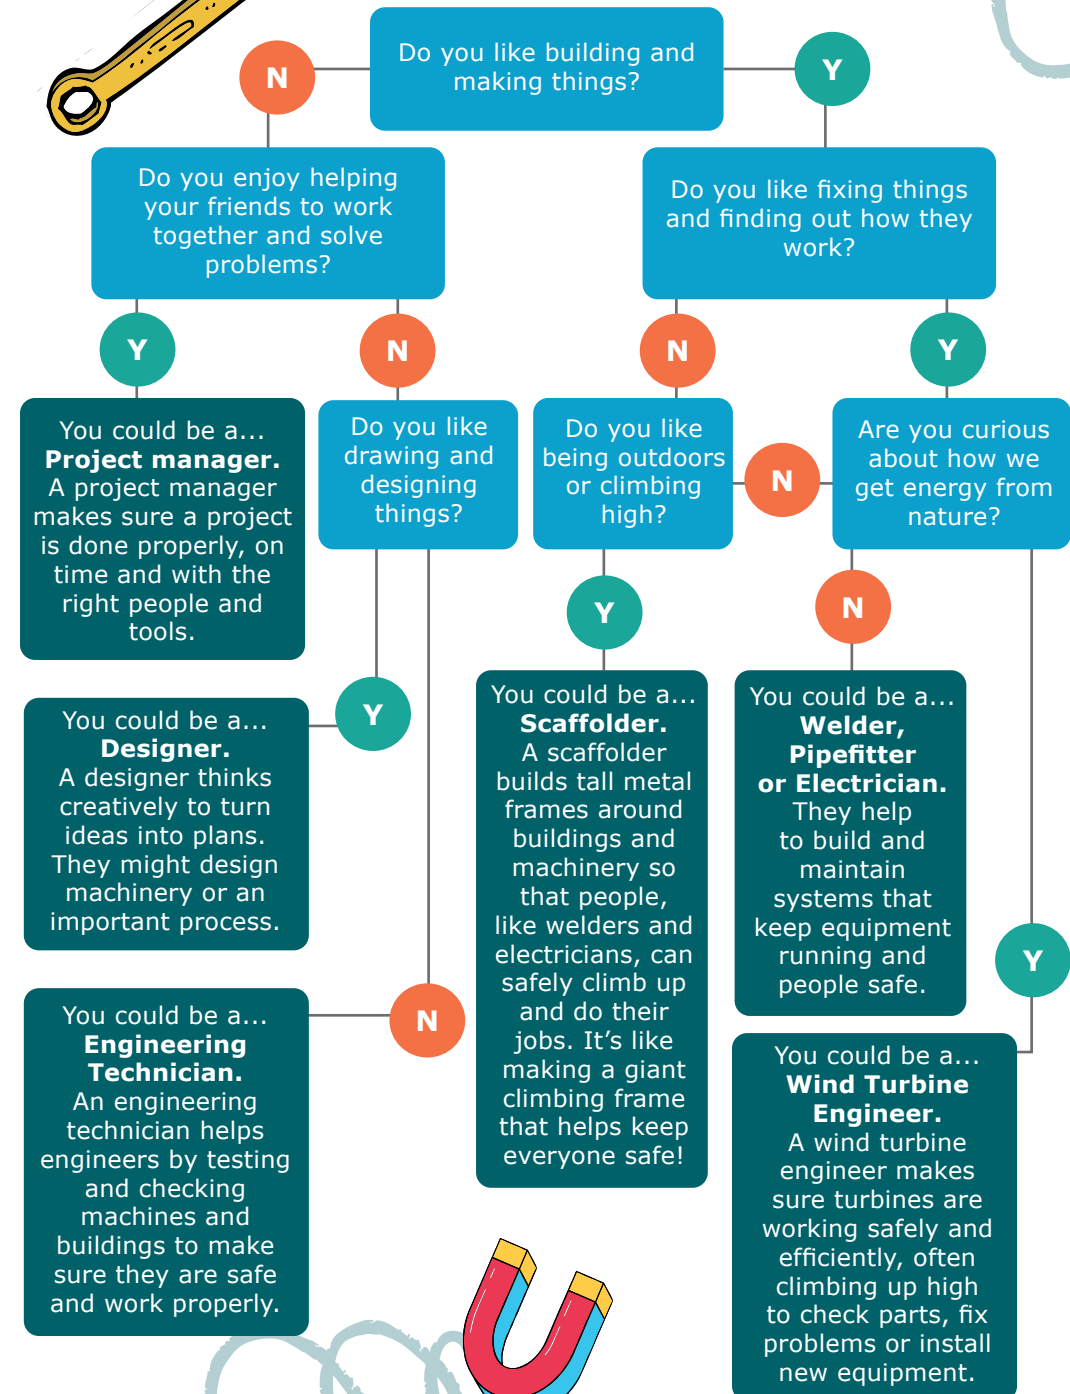 Do you like building and
making things?
N
Y
Do you enjoy helping
your friends to work
together and solve
problems?
Do you like fixing things
and finding out how they
work?
Y
N
N
Y
You could be a...
Project manager.
A project manager
makes sure a project
is done properly, on
time and with the
right people and
tools.
Do you like
drawing and
designing
things?
Do you like
being outdoors
or climbing
high?
N
Are you curious
about how we
get energy from
nature?
Y
N
Y
You could be a...
Designer.
A designer thinks
creatively to turn
ideas into plans.
They might design
machinery or an
important process.
You could be a...
Scaffolder.
A scaffolder
builds tall metal
frames around
buildings and
machinery so
that people,
like welders and
electricians, can
safely climb up
and do their
jobs. It’s like
making a giant
climbing frame
that helps keep
everyone safe!
You could be a...
Welder,
Pipefitter
or Electrician.
They help
to build and
maintain
systems that
keep equipment
running and
people safe.
Y
N
You could be a...
Engineering
Technician.
An engineering
technician helps
engineers by testing
and checking
machines and
buildings to make
sure they are safe
and work properly.
You could be a...
Wind Turbine
Engineer.
A wind turbine
engineer makes
sure turbines are
working safely and
efficiently, often
climbing up high
to check parts, fix
problems or install
new equipment.